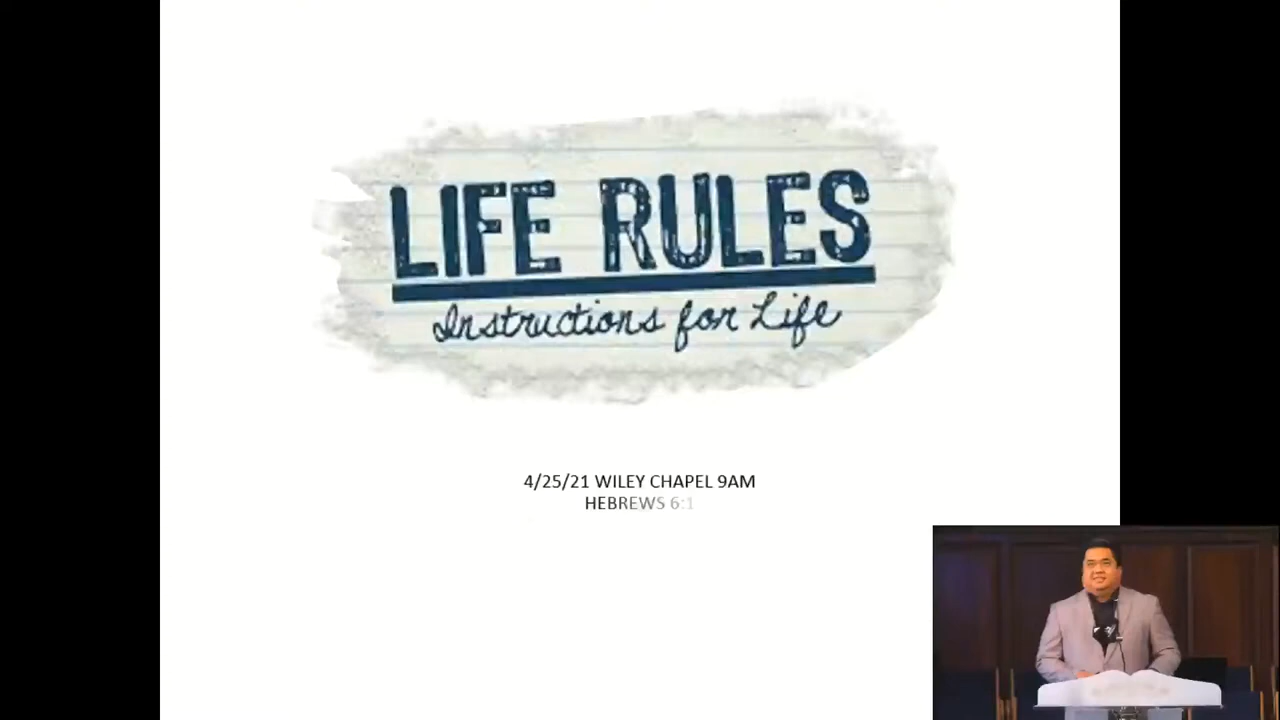 LIFE RULES
Instructions for Life
4/25/21 WILEY CHAPEL 9AM
HEBREWS 6:1